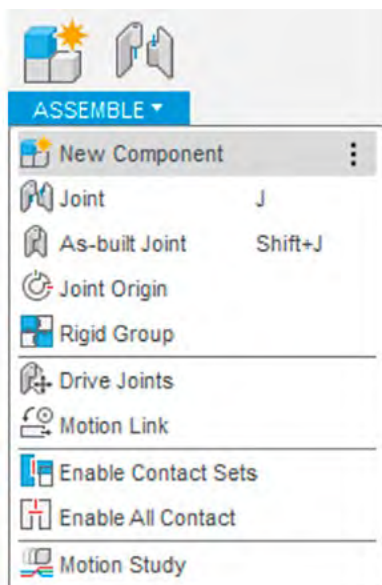 ASSEMBLE
New Component
Joint J
As-built Joint Shift+J
Joint Origin
Rigid Group
Drive Joints
Motion Link
Enable Contact Sets
Enable All Contact
Motion Study